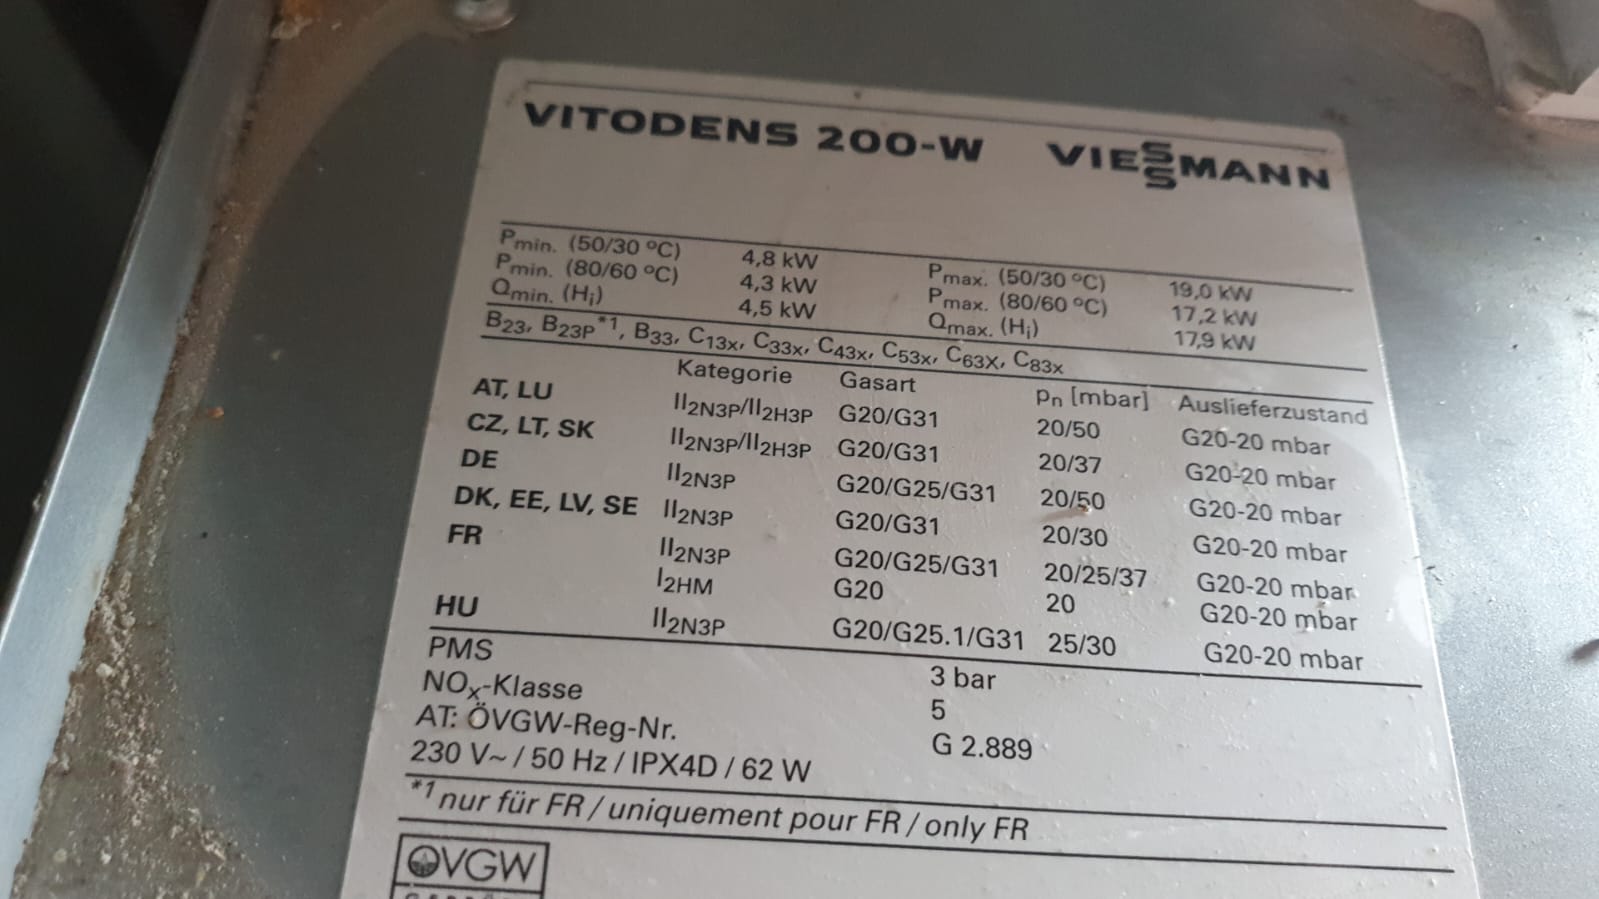 VITODENS 200-W VIESSMANN
Pmin. (50/30 ºC) 4,8 kW Pmax. (50/30 ºC) 19,0 kW
Pmin. (80/60 ºC) 4,3 kW Pmax. (80/60 ºC) 17,2 kW
Qmin. (Hi) 4,5 kW Qmax. (Hi) 17,9 kW
B23, B23P*1, B33, C13x, C33x, C43x, C53x, C63X, C83x
Kategorie Gasart pn [mbar] Auslieferzustand
AT, LU II2N3P/II2H3P G20/G31 20/50 G20-20 mbar
CZ, LT, SK II2N3P/II2H3P G20/G31 20/37 G20-20 mbar
DE II2N3P G20/G25/G31 20/50 G20-20 mbar
DK, EE, LV, SE II2N3P G20/G31 20/30 G20-20 mbar
FR II2N3P G20/G25/G31 20/25/37 G20-20 mbar
I2HM G20 20 G20-20 mbar
HU II2N3P G20/G25.1/G31 25/30 G20-20 mbar
PMS 3 bar
NOx-Klasse 5
AT: ÖVGW-Reg-Nr. G 2.889
230 V~ / 50 Hz / IPX4D / 62 W
*1 nur für FR / uniquement pour FR / only FR
ÖVGW